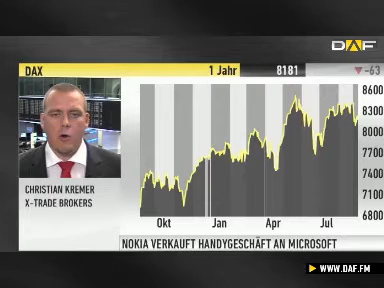 DAF
DAX 1 Jahr 8181 -63
8600
8300
8000
7700
7400
7100
6800
Okt Jan Apr Jul
CHRISTIAN KREMER
X-TRADE BROKERS
NOKIA VERKAUFT HANDYGESCHÄFT AN MICROSOFT
WWW.DAF.FM